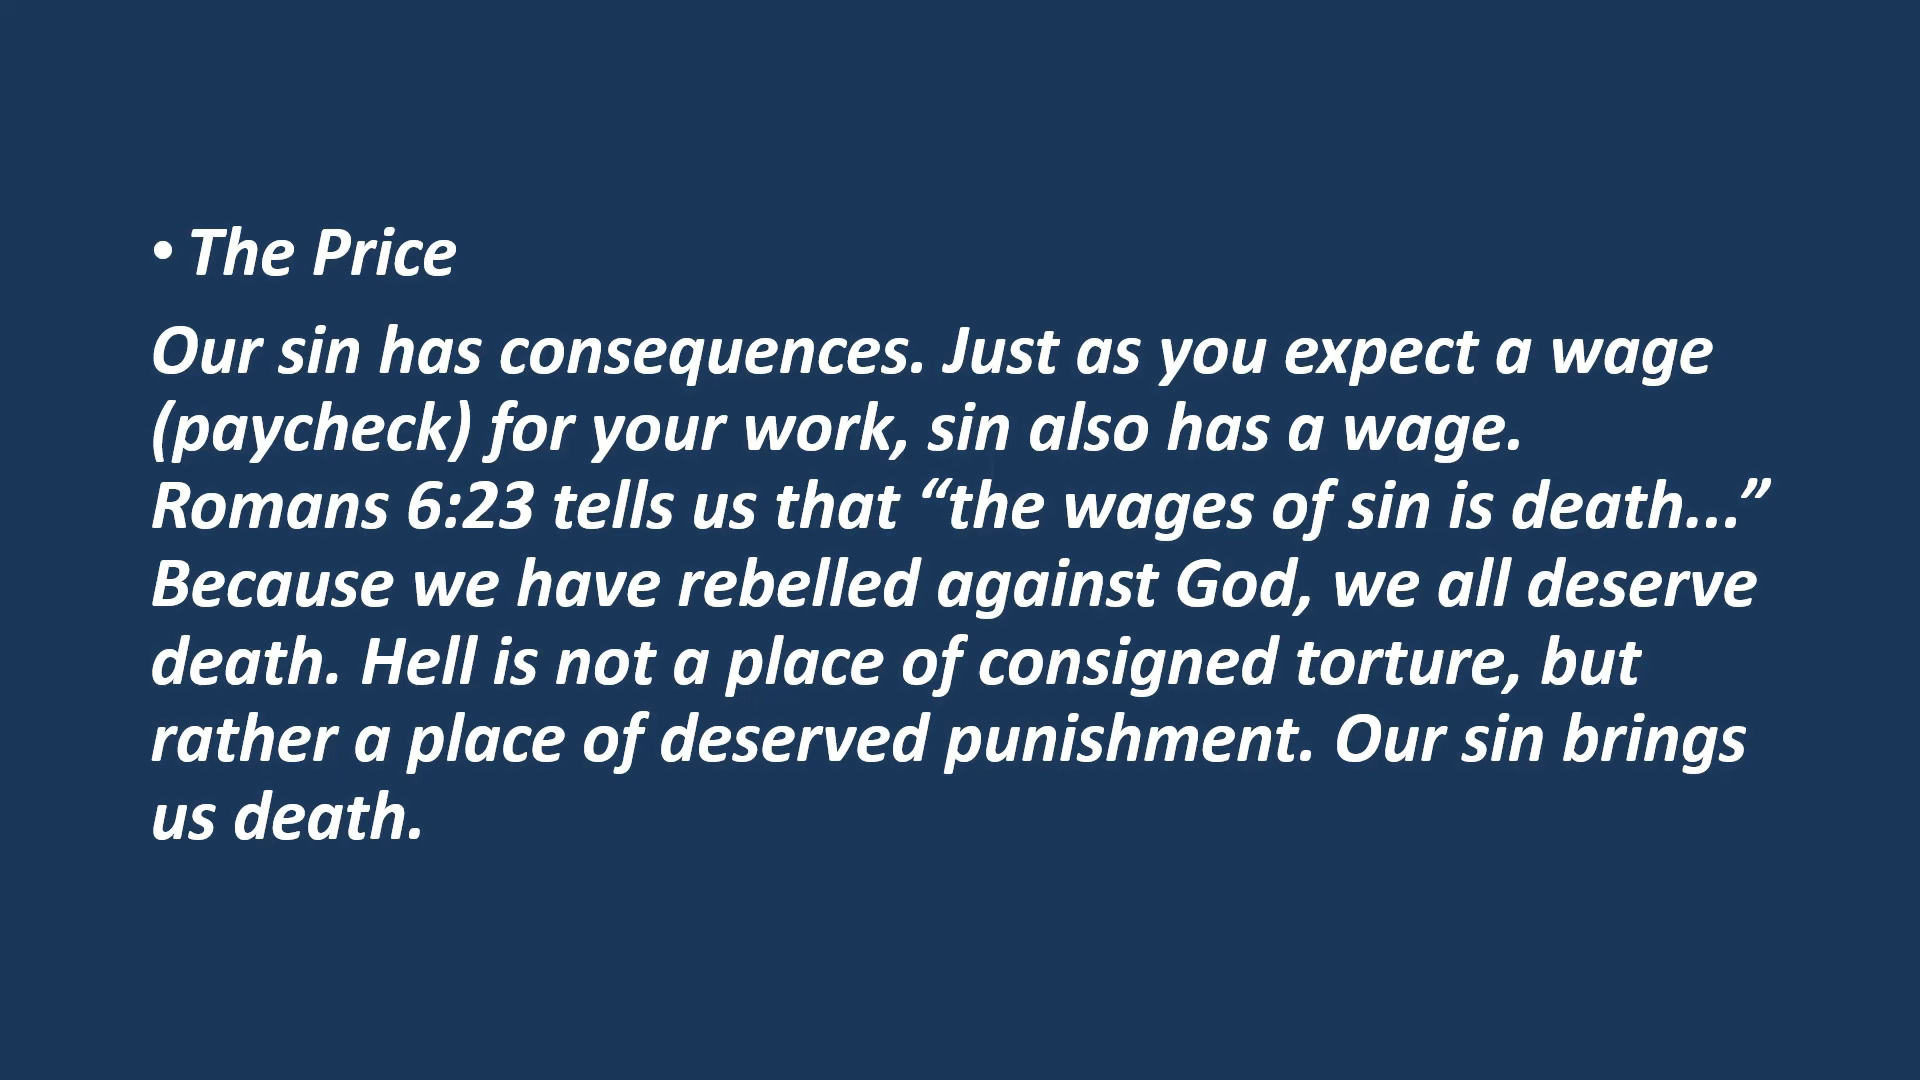 • The Price
Our sin has consequences. Just as you expect a wage
(paycheck) for your work, sin also has a wage.
Romans 6:23 tells us that “the wages of sin is death...”
Because we have rebelled against God, we all deserve
death. Hell is not a place of consigned torture, but
rather a place of deserved punishment. Our sin brings
us death.